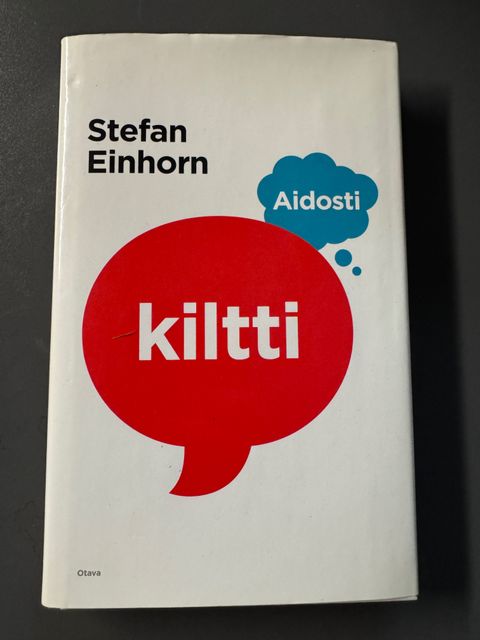 Stefan
Einhorn
Aidosti
kiltti
Otava